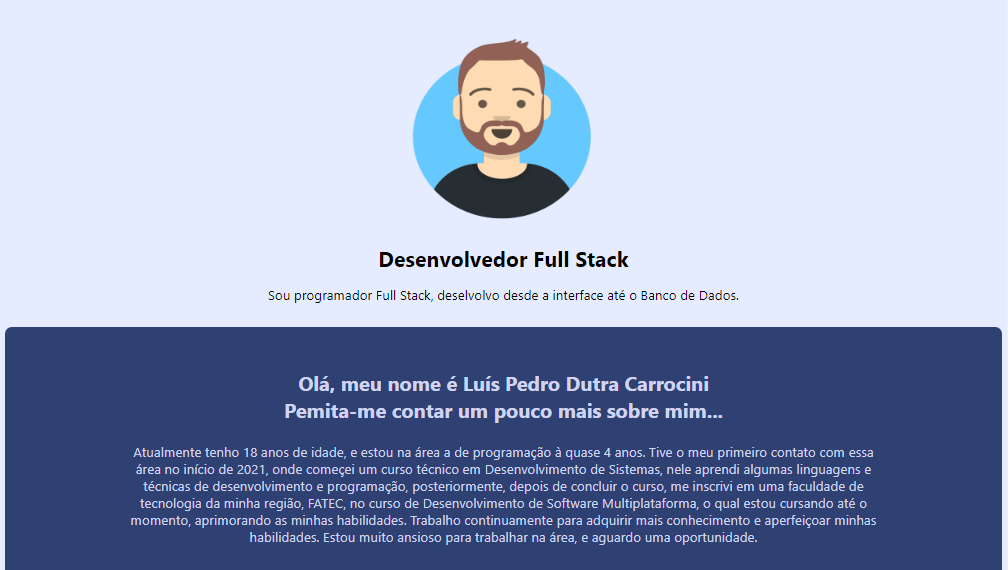 Desenvolvedor Full Stack
Sou programador Full Stack, deselvolvo desde a interface até o Banco de Dados.
Olá, meu nome é Luís Pedro Dutra Carrocini
Pemita-me contar um pouco mais sobre mim...
Atualmente tenho 18 anos de idade, e estou na área a de programação à quase 4 anos. Tive o meu primeiro contato com essa
área no início de 2021, onde começei um curso técnico em Desenvolvimento de Sistemas, nele aprendi algumas linguagens e
técnicas de desenvolvimento e programação, posteriormente, depois de concluir o curso, me inscrivi em uma faculdade de
tecnologia da minha região, FATEC, no curso de Desenvolvimento de Software Multiplataforma, o qual estou cursando até o
momento, aprimorando as minhas habilidades. Trabalho continuamente para adquirir mais conhecimento e aperfeiçoar minhas
habilidades. Estou muito ansioso para trabalhar na área, e aguardo uma oportunidade.